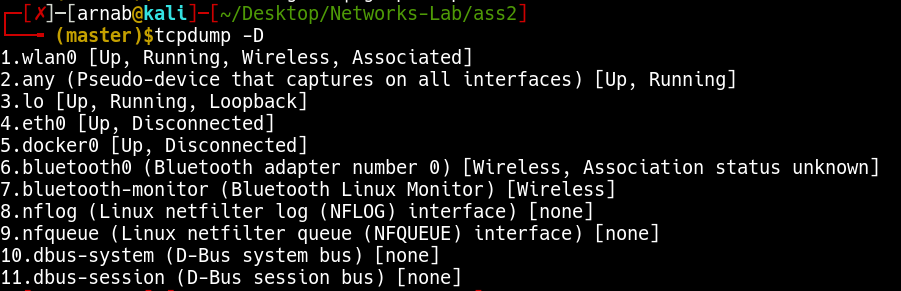 ┌─[✗]─[arnab@kali]─[~/Desktop/Networks-Lab/ass2]
└──╼ (master)$tcpdump -D
1.wlan0 [Up, Running, Wireless, Associated]
2.any (Pseudo-device that captures on all interfaces) [Up, Running]
3.lo [Up, Running, Loopback]
4.eth0 [Up, Disconnected]
5.docker0 [Up, Disconnected]
6.bluetooth0 (Bluetooth adapter number 0) [Wireless, Association status unknown]
7.bluetooth-monitor (Bluetooth Linux Monitor) [Wireless]
8.nflog (Linux netfilter log (NFLOG) interface) [none]
9.nfqueue (Linux netfilter queue (NFQUEUE) interface) [none]
10.dbus-system (D-Bus system bus) [none]
11.dbus-session (D-Bus session bus) [none]